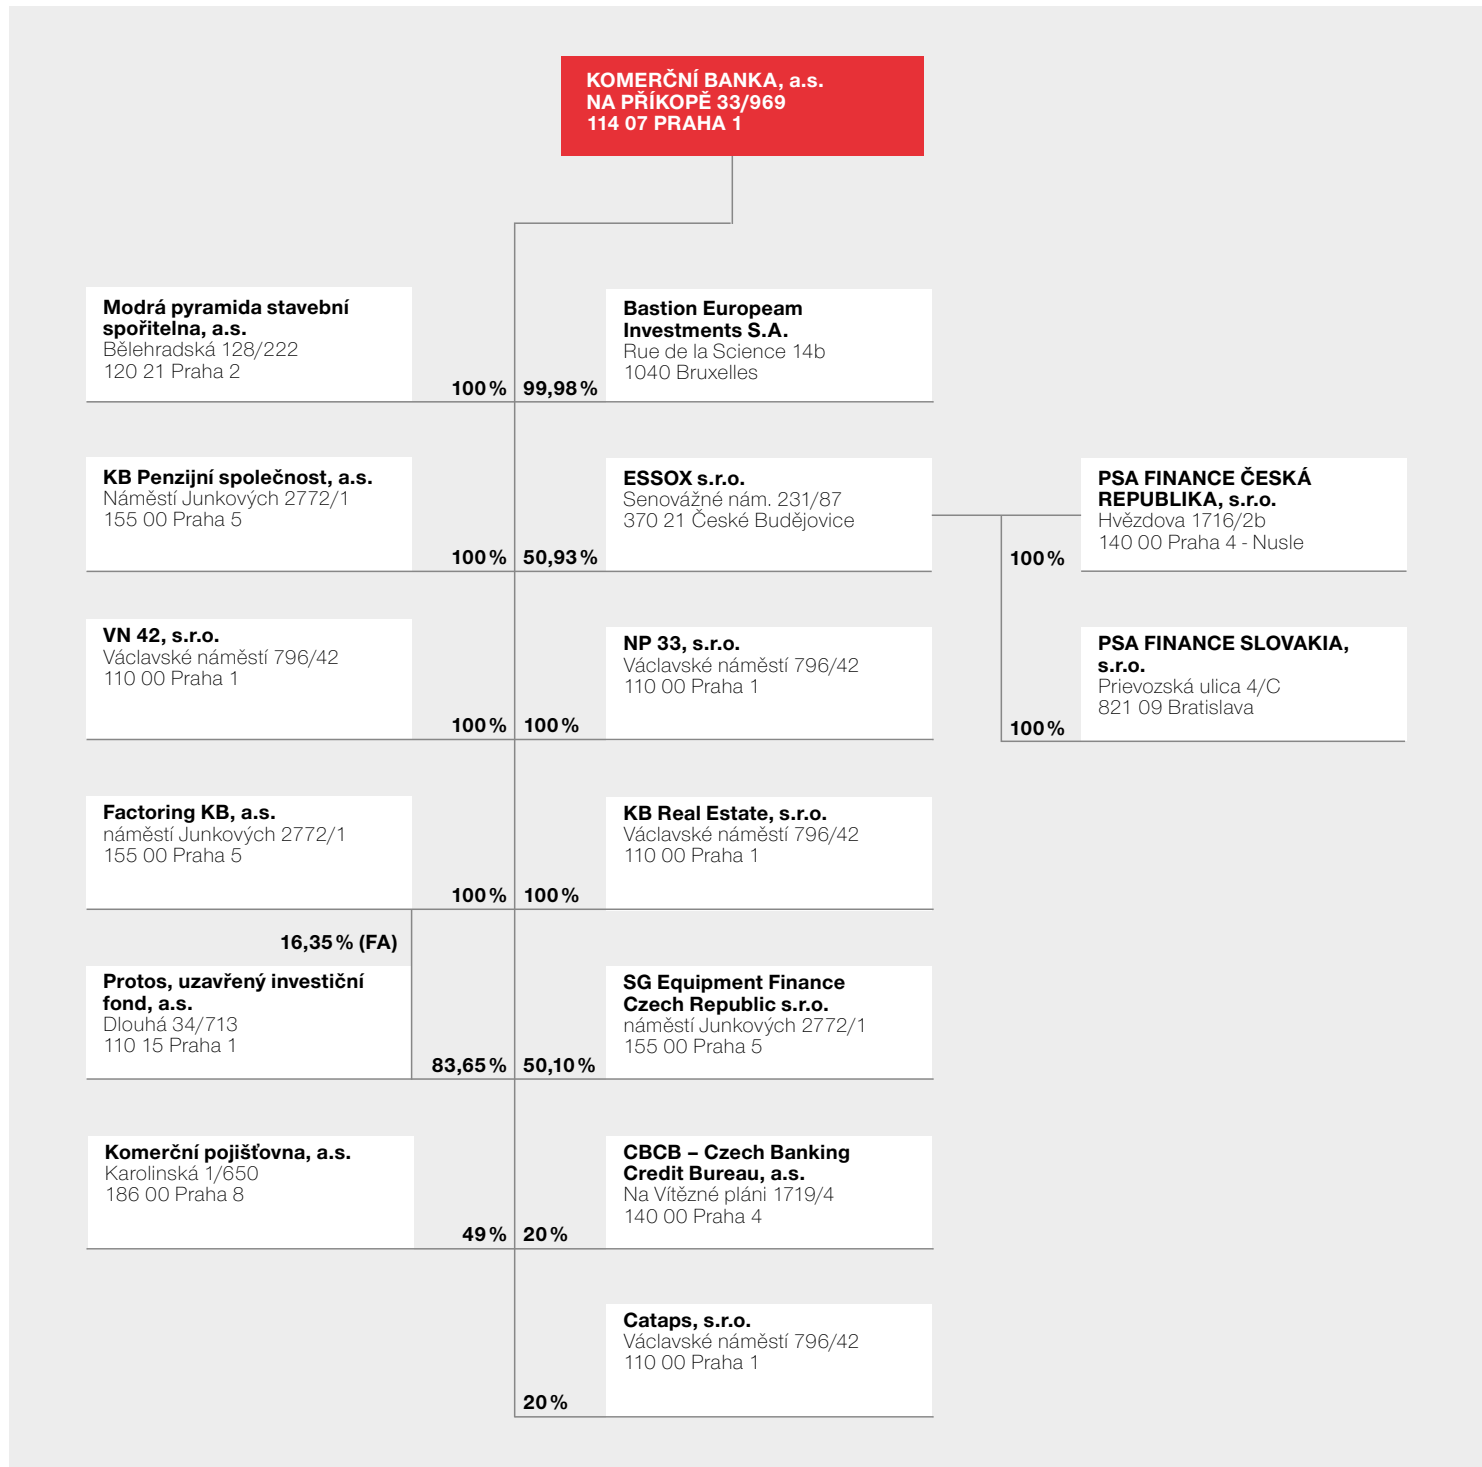 KOMERČNÍ BANKA, a.s.
NA PŘÍKOPĚ 33/969
114 07 PRAHA 1
Modrá pyramida stavební
spořitelna, a.s.
Bělehradská 128/222
120 21 Praha 2
100 %
99,98 %
Bastion Europeam
Investments S.A.
Rue de la Science 14b
1040 Bruxelles
KB Penzijní společnost, a.s.
Náměstí Junkových 2772/1
155 00 Praha 5
100 %
50,93 %
ESSOX s.r.o.
Senovážné nám. 231/87
370 21 České Budějovice
PSA FINANCE ČESKÁ
REPUBLIKA, s.r.o.
Hvězdova 1716/2b
140 00 Praha 4 - Nusle
100 %
VN 42, s.r.o.
Václavské náměstí 796/42
110 00 Praha 1
100 %
100 %
NP 33, s.r.o.
Václavské náměstí 796/42
110 00 Praha 1
PSA FINANCE SLOVAKIA,
s.r.o.
Prievozská ulica 4/C
821 09 Bratislava
100 %
Factoring KB, a.s.
náměstí Junkových 2772/1
155 00 Praha 5
100 %
100 %
KB Real Estate, s.r.o.
Václavské náměstí 796/42
110 00 Praha 1
16,35 % (FA)
Protos, uzavřený investiční
fond, a.s.
Dlouhá 34/713
110 15 Praha 1
83,65 %
50,10 %
SG Equipment Finance
Czech Republic s.r.o.
náměstí Junkových 2772/1
155 00 Praha 5
Komerční pojišťovna, a.s.
Karolinská 1/650
186 00 Praha 8
49 %
20 %
CBCB – Czech Banking
Credit Bureau, a.s.
Na Vítězné pláni 1719/4
140 00 Praha 4
Cataps, s.r.o.
Václavské náměstí 796/42
110 00 Praha 1
20 %